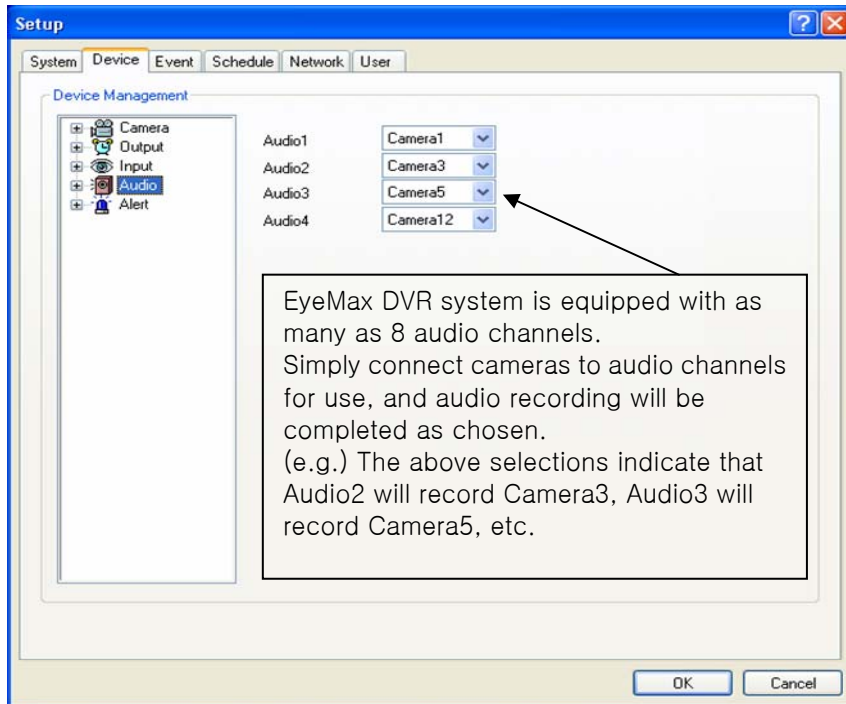 Setup
System Device Event Schedule Network User
Device Management
Camera
Output
Input
Audio
Alert
Audio1 Camera1
Audio2 Camera3
Audio3 Camera5
Audio4 Camera12
EyeMax DVR system is equipped with as
many as 8 audio channels.
Simply connect cameras to audio channels
for use, and audio recording will be
completed as chosen.
(e.g.) The above selections indicate that
Audio2 will record Camera3, Audio3 will
record Camera5, etc.
OK Cancel